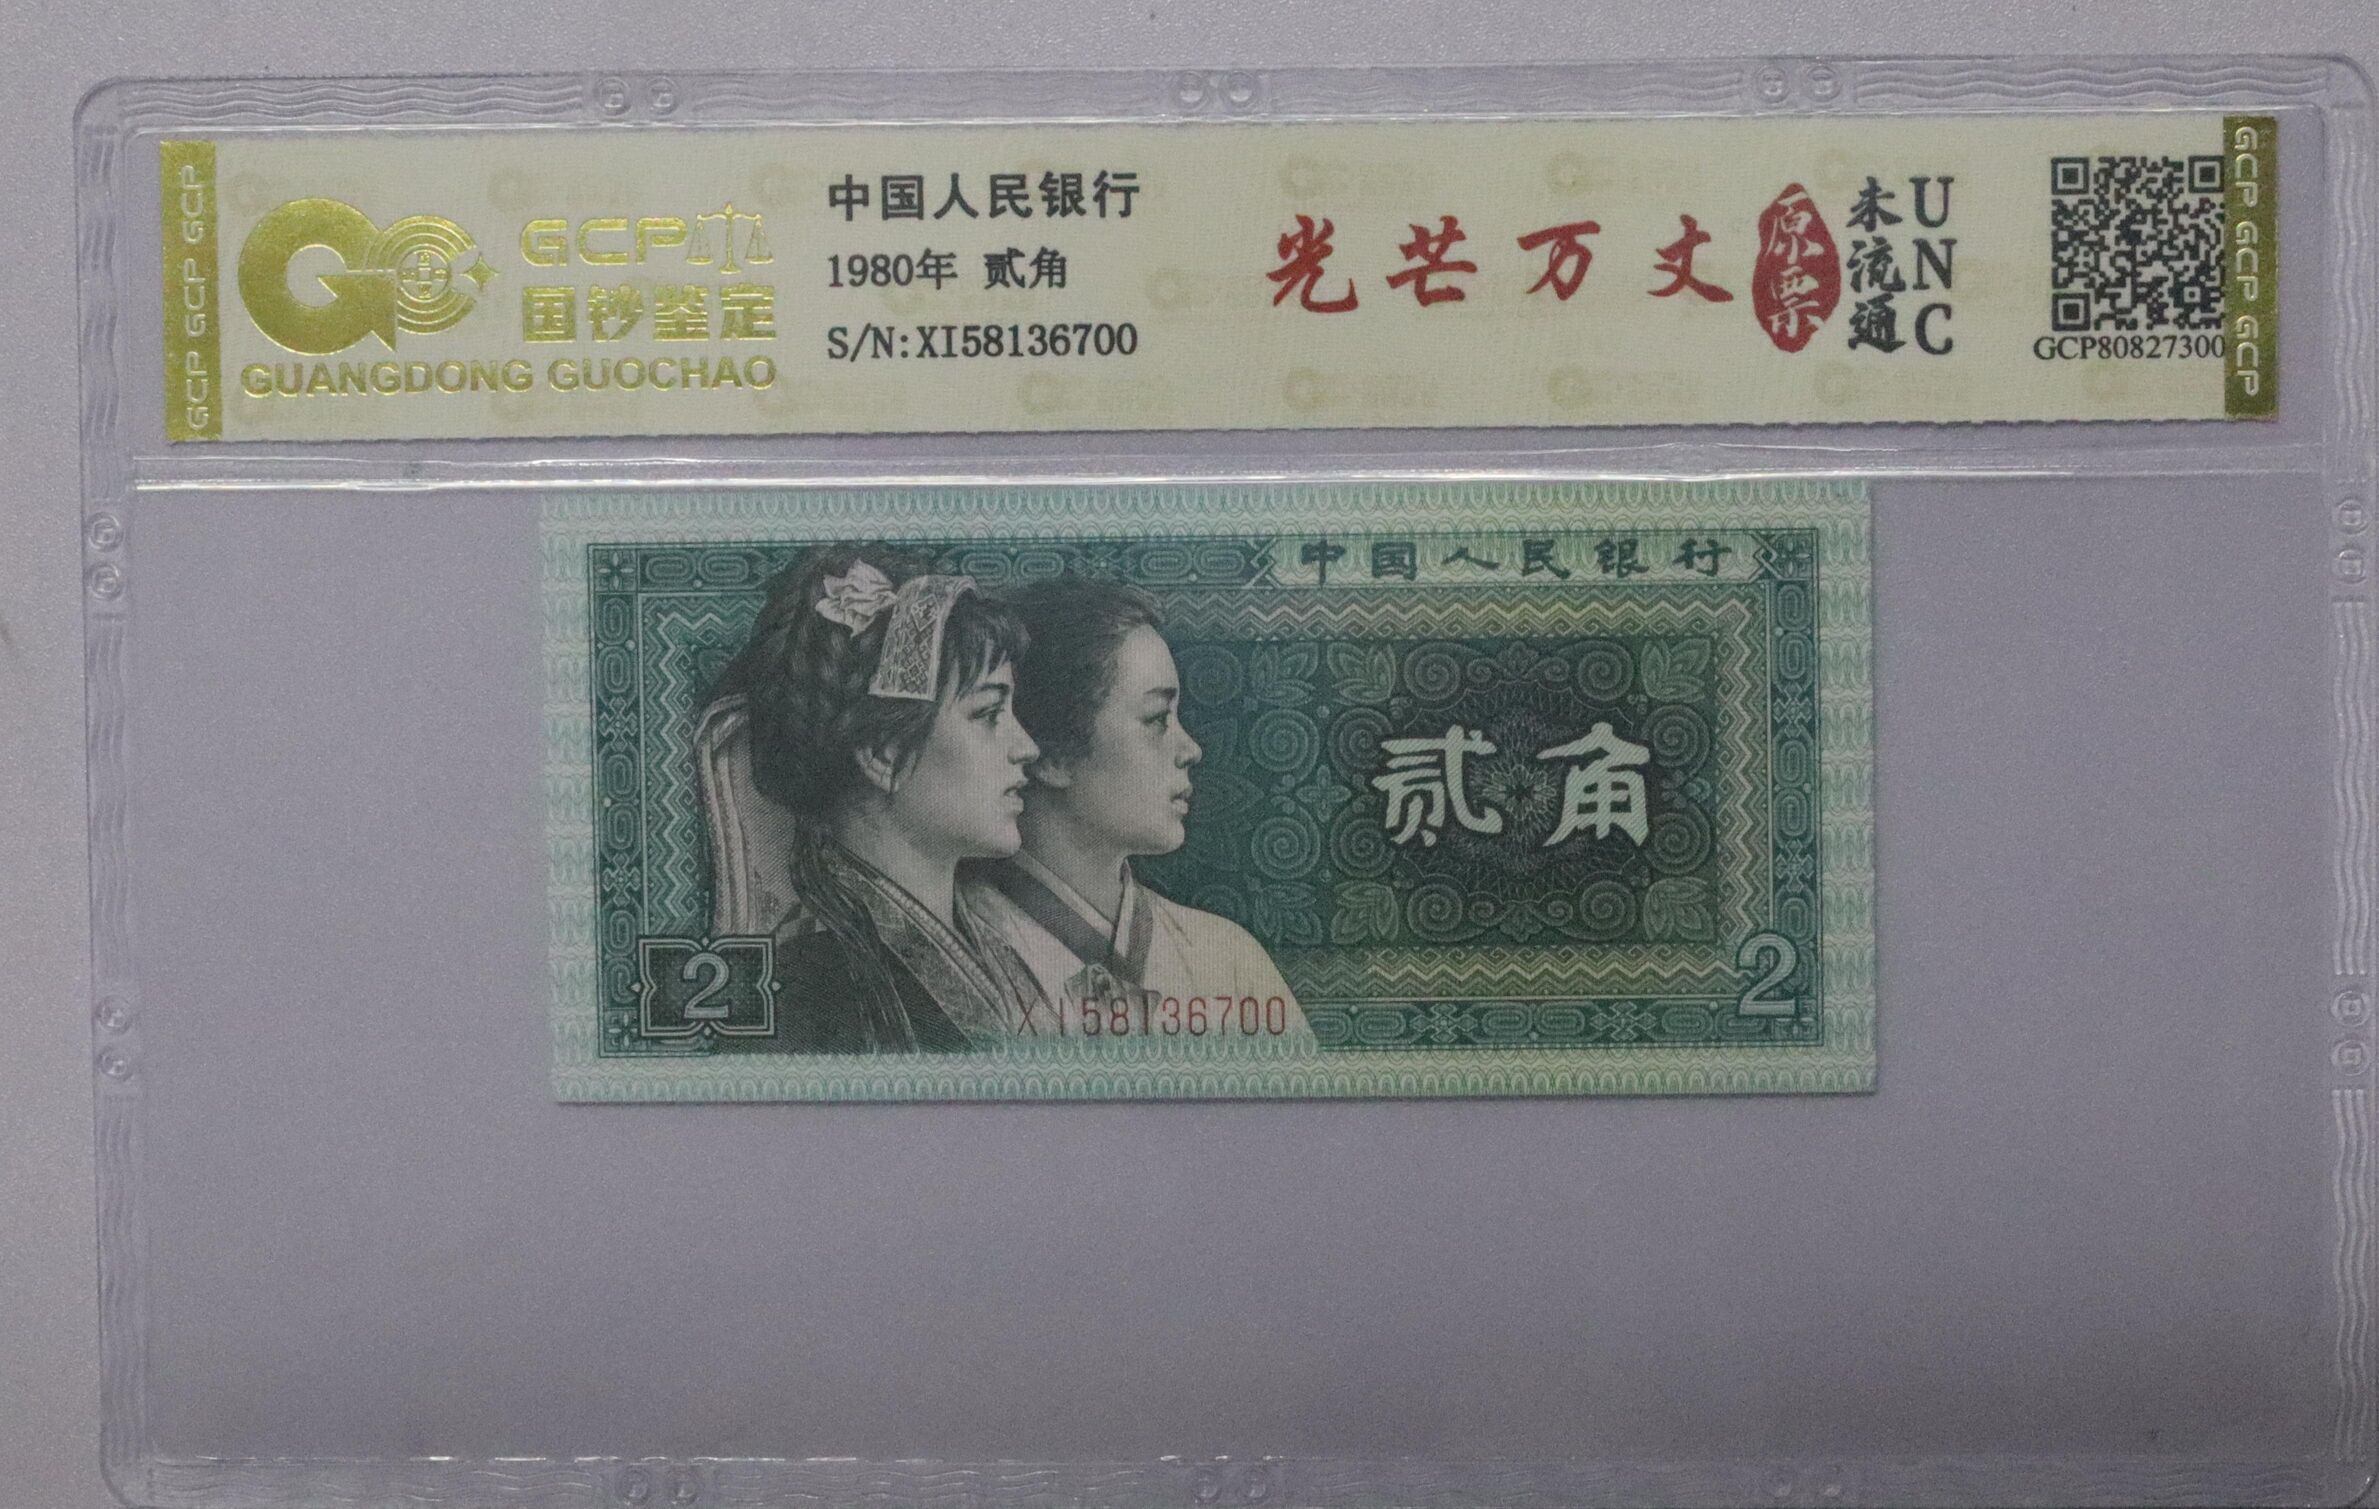 GCP GCP GCP
GCP
国钞鉴定
GUANGDONG GUOCHAO
中国人民银行
1980年 贰角
S/N:XI58136700
光芒万丈
原票
未流通
UNC
GCP80827300
GCP GCP GCP
中国人民银行
贰角
2
XI58136700
2